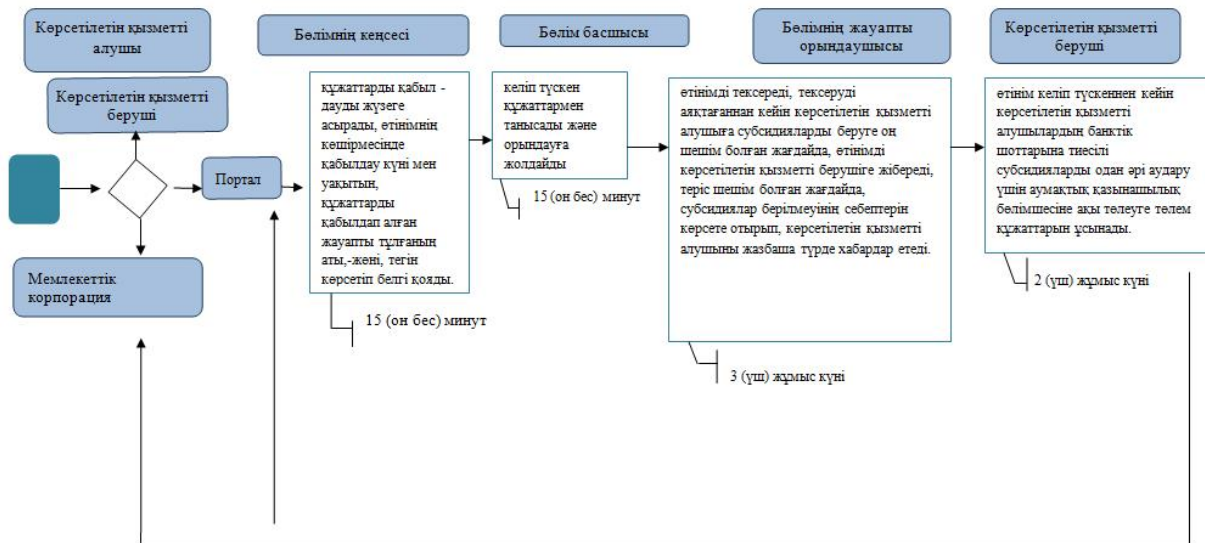 Көрсетілетін қызметті
алушы
Бөлімнің кеңсесі
Бөлім басшысы
Бөлімнің жауапты
орындаушысы
Көрсетілетін қызметті
беруші
Көрсетілетін қызметті
беруші
Портал
Мемлекеттік
корпорация
құжаттарды қабыл -
дауды жүзеге
асырады, өтінімнің
көшірмесінде
қабылдау күні мен
уақытын,
құжаттарды
қабылдап алған
жауапты тұлғаның
аты,-жөні, тегін
көрсетіп белгі қояды.
15 (он бес) минут
келіп түскен
құжаттармен
танысады және
орындауға
жолдайды
15 (он бес) минут
өтінімді тексереді, тексеруді
аяқтағаннан кейін көрсетілетін қызметті
алушыға субсидияларды беруге оң
шешім болған жағдайда, өтінімді
көрсетілетін қызметті берушіге жібереді,
теріс шешім болған жағдайда,
субсидиялар берілмеуінің себептерін
көрсете отырып, көрсетілетін қызметті
алушыны жазбаша түрде хабардар етеді.
3 (үш) жұмыс күні
өтінім келіп түскеннен кейін
көрсетілетін қызметті
алушылардың банктік
шоттарына тиесілі
субсидияларды одан әрі аудару
үшін аумақтық қазынашылық
бөлімшесіне ақы төлеуге төлем
құжаттарын ұсынады.
2 (үш) жұмыс күні